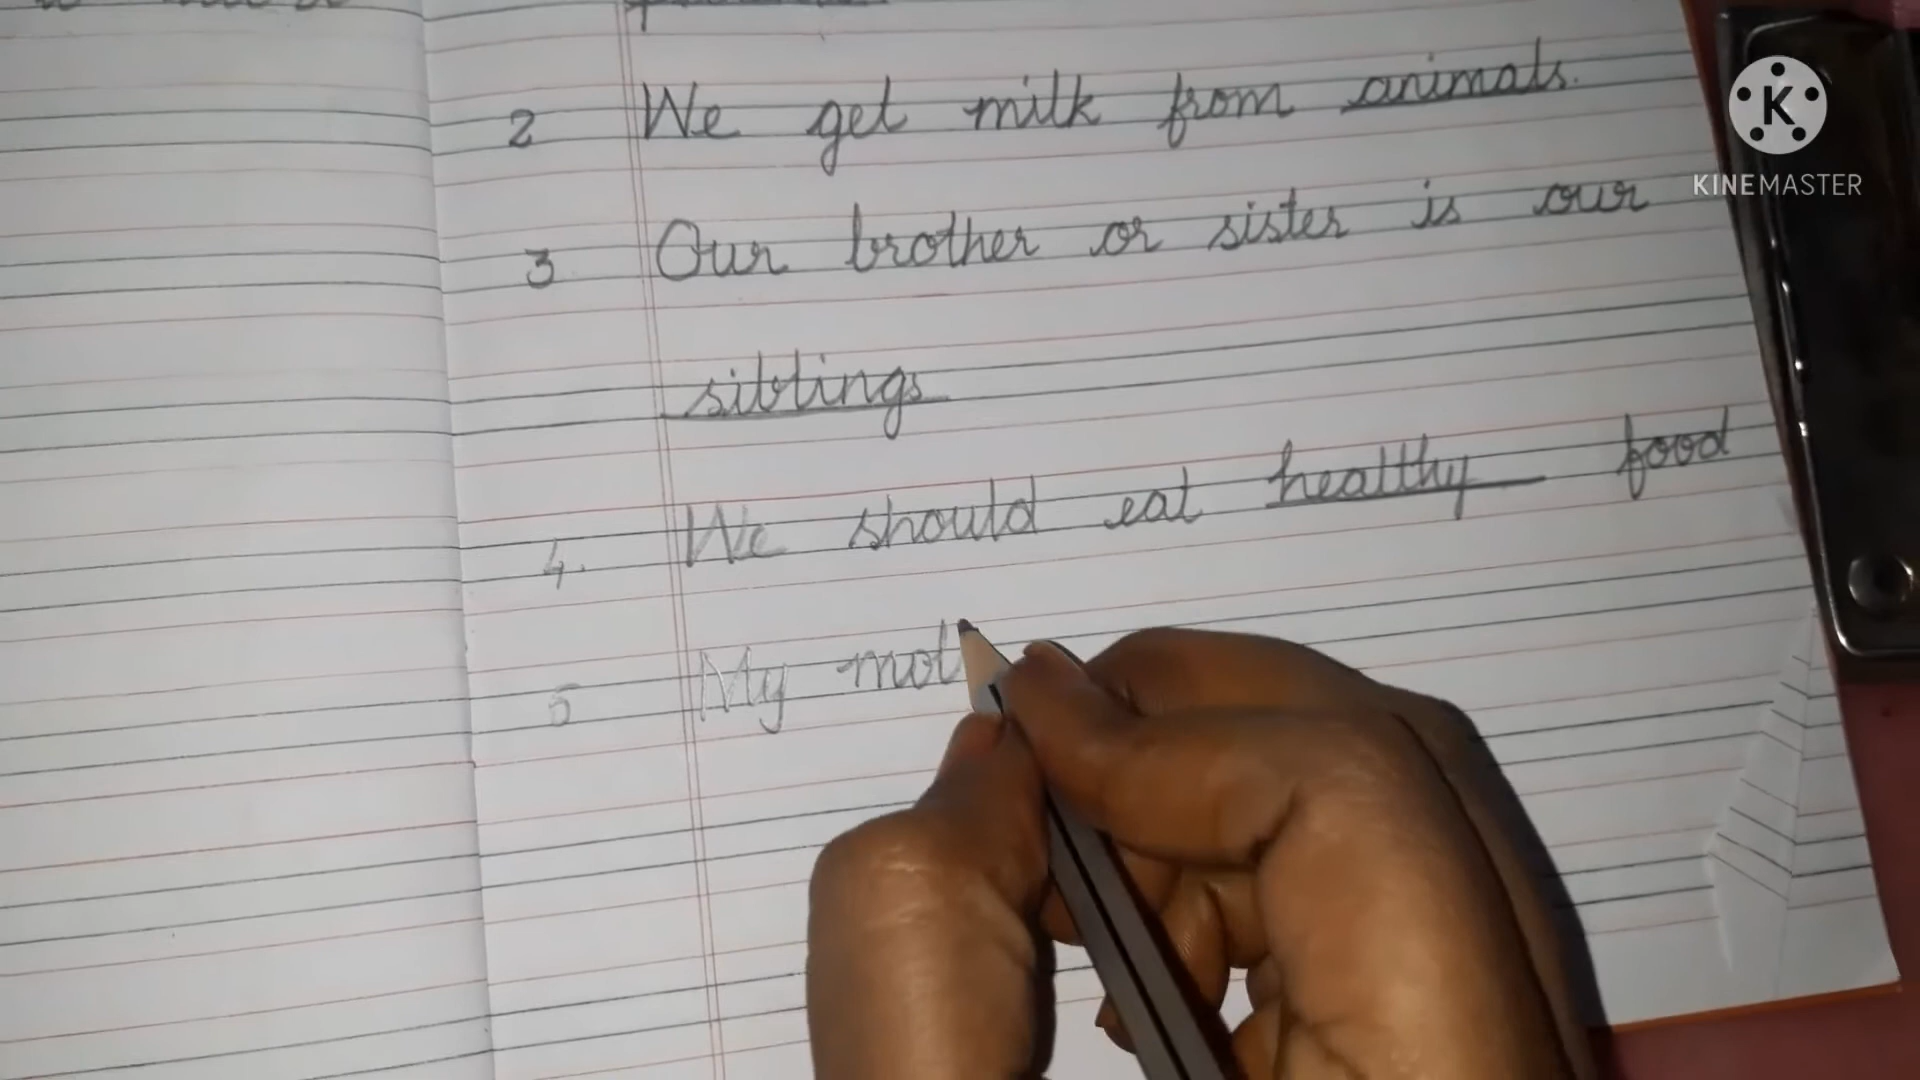 2 We get milk from animals.
3 Our brother or sister is our
siblings
4. We should eat healthy food
5 My mot
K
KINEMASTER